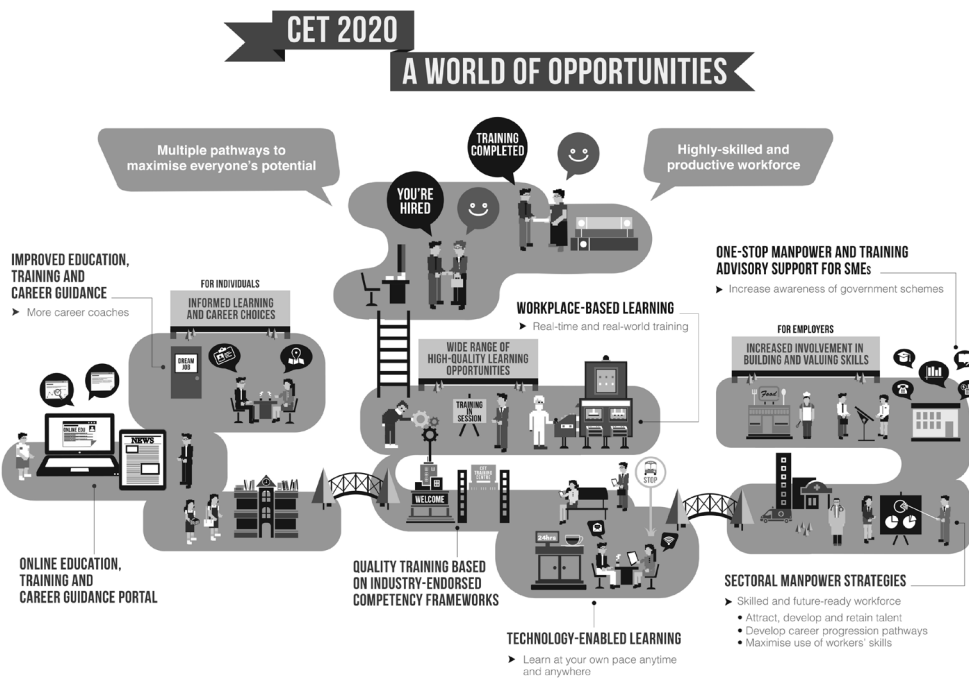 CET 2020
A WORLD OF OPPORTUNITIES
Multiple pathways to
maximise everyone's potential
TRAINING
COMPLETED
Highly-skilled and
productive workforce
YOU'RE
HIRED
IMPROVED EDUCATION,
TRAINING AND
CAREER GUIDANCE
➤ More career coaches
FOR INDIVIDUALS
INFORMED LEARNING
AND CAREER CHOICES
DREAM
JOB
ONLINE EDU
NEWS
ONLINE EDUCATION,
TRAINING AND
CAREER GUIDANCE PORTAL
WORKPLACE-BASED LEARNING
➤ Real-time and real-world training
WIDE RANGE OF
HIGH-QUALITY LEARNING
OPPORTUNITIES
TRAINING
IN
SESSION
WELCOME
CET
TRAINING
CENTRE
STOP
24hrs
QUALITY TRAINING BASED
ON INDUSTRY-ENDORSED
COMPETENCY FRAMEWORKS
TECHNOLOGY-ENABLED LEARNING
➤ Learn at your own pace anytime
and anywhere
ONE-STOP MANPOWER AND TRAINING
ADVISORY SUPPORT FOR SMEs
➤ Increase awareness of government schemes
FOR EMPLOYERS
INCREASED INVOLVEMENT IN
BUILDING AND VALUING SKILLS
Food
SECTORAL MANPOWER STRATEGIES
➤ Skilled and future-ready workforce
• Attract, develop and retain talent
• Develop career progression pathways
• Maximise use of workers' skills